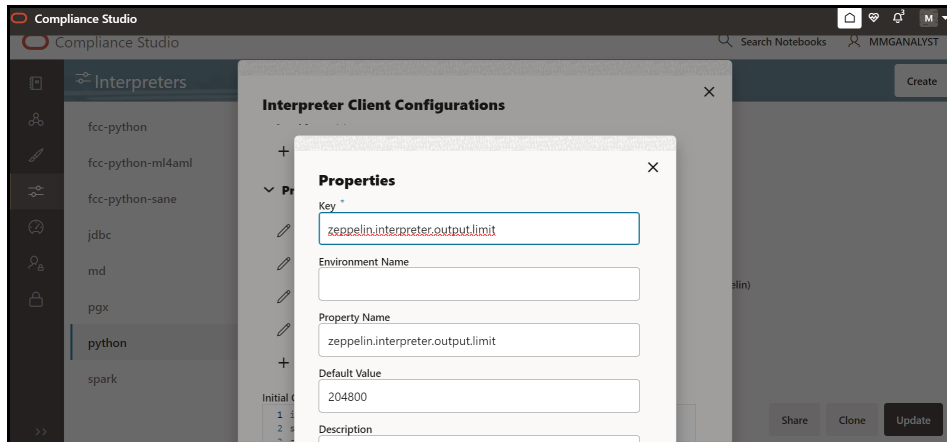 Compliance Studio
3
M
Compliance Studio
Search Notebooks
MMGANALYST
Interpreters
Create
Interpreter Client Configurations
fcc-python
fcc-python-ml4aml
fcc-python-sane
jdbc
md
pgx
python
spark
Pr
Properties
Key *
zeppelin.interpreter.output.limit
Environment Name
elin)
Property Name
zeppelin.interpreter.output.limit
Default Value
204800
Initial C
1 i
2 s
Description
Share
Clone
Update
>>